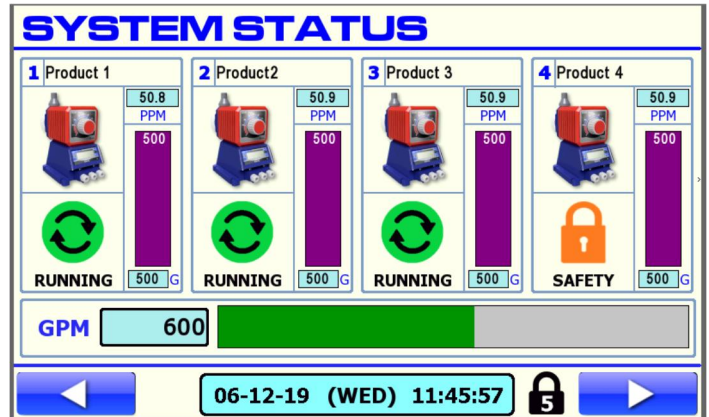 SYSTEM STATUS
1 Product 1
50.8
PPM
500
RUNNING
500 G
2 Product2
50.9
PPM
500
RUNNING
500 G
3 Product 3
50.9
PPM
500
RUNNING
500 G
4 Product 4
50.9
PPM
500
SAFETY
500 G
GPM 600
06-12-19 (WED) 11:45:57
5